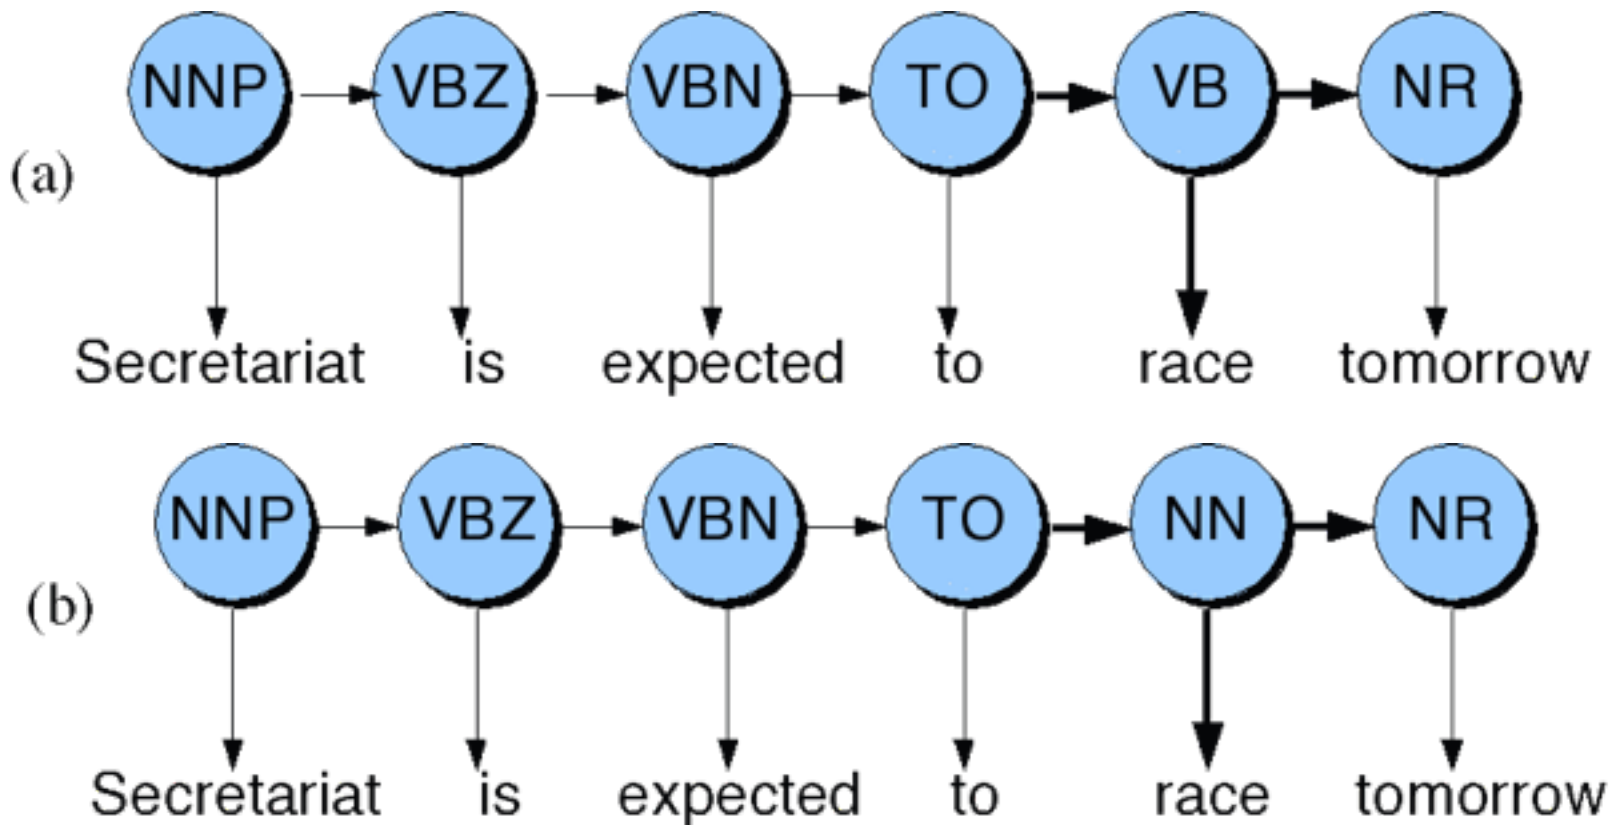 NNP VBZ VBN TO VB NR
(a)
Secretariat is expected to race tomorrow
NNP VBZ VBN TO NN NR
(b)
Secretariat is expected to race tomorrow